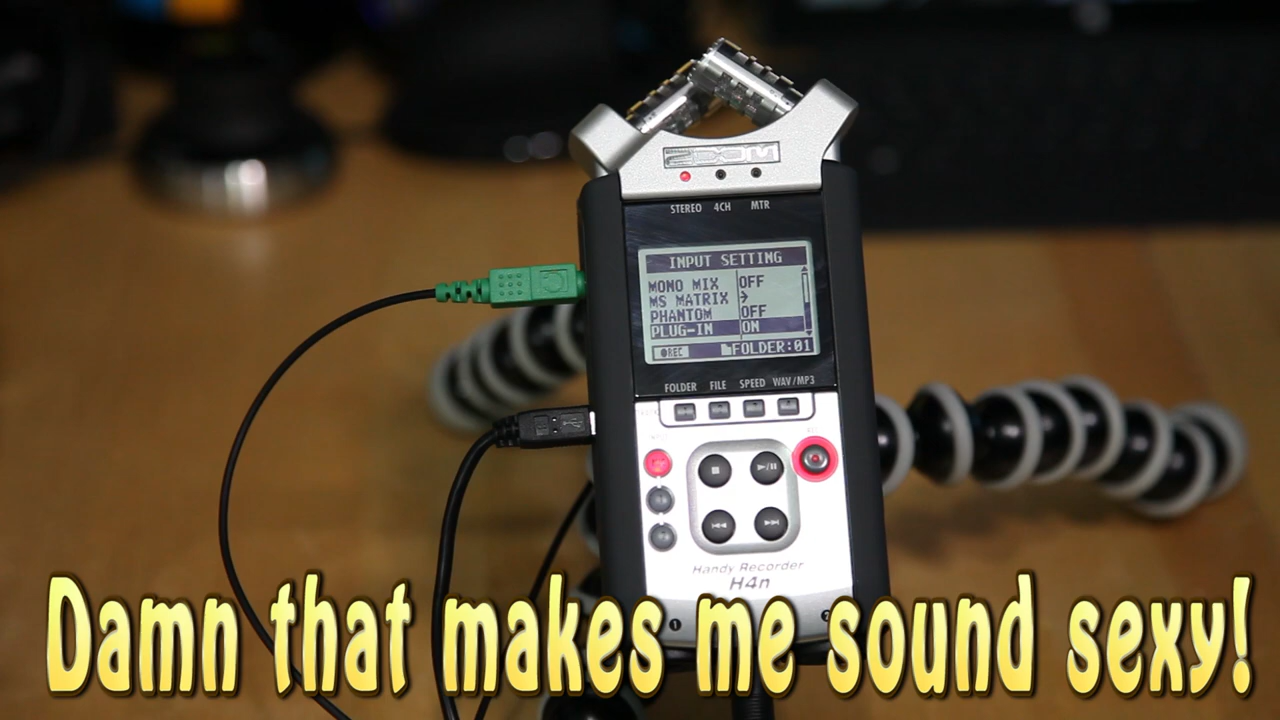 ZOOM
STEREO 4CH MTR
INPUT SETTING
MONO MIX OFF
MS MATRIX
PHANTOM OFF
PLUG-IN ON
REC FOLDER:01
FOLDER FILE SPEED WAV/MP3
Handy Recorder
H4n
1
Damn that makes me sound sexy!